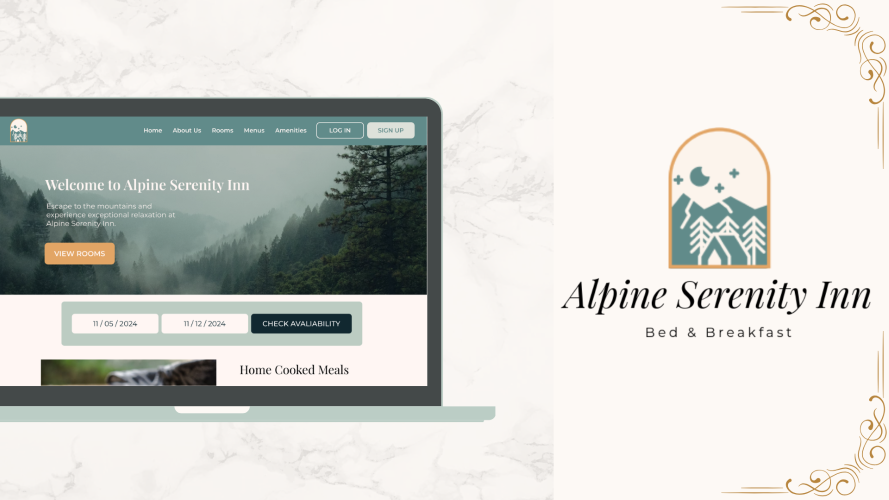 Home About Us Rooms Menus Amenities LOG IN SIGN UP
Welcome to Alpine Serenity Inn
Escape to the mountains and
experience exceptional relaxation at
Alpine Serenity Inn.
VIEW ROOMS
11 / 05 / 2024 11 / 12 / 2024 CHECK AVALIABILITY
Home Cooked Meals
Alpine Serenity Inn
Bed & Breakfast